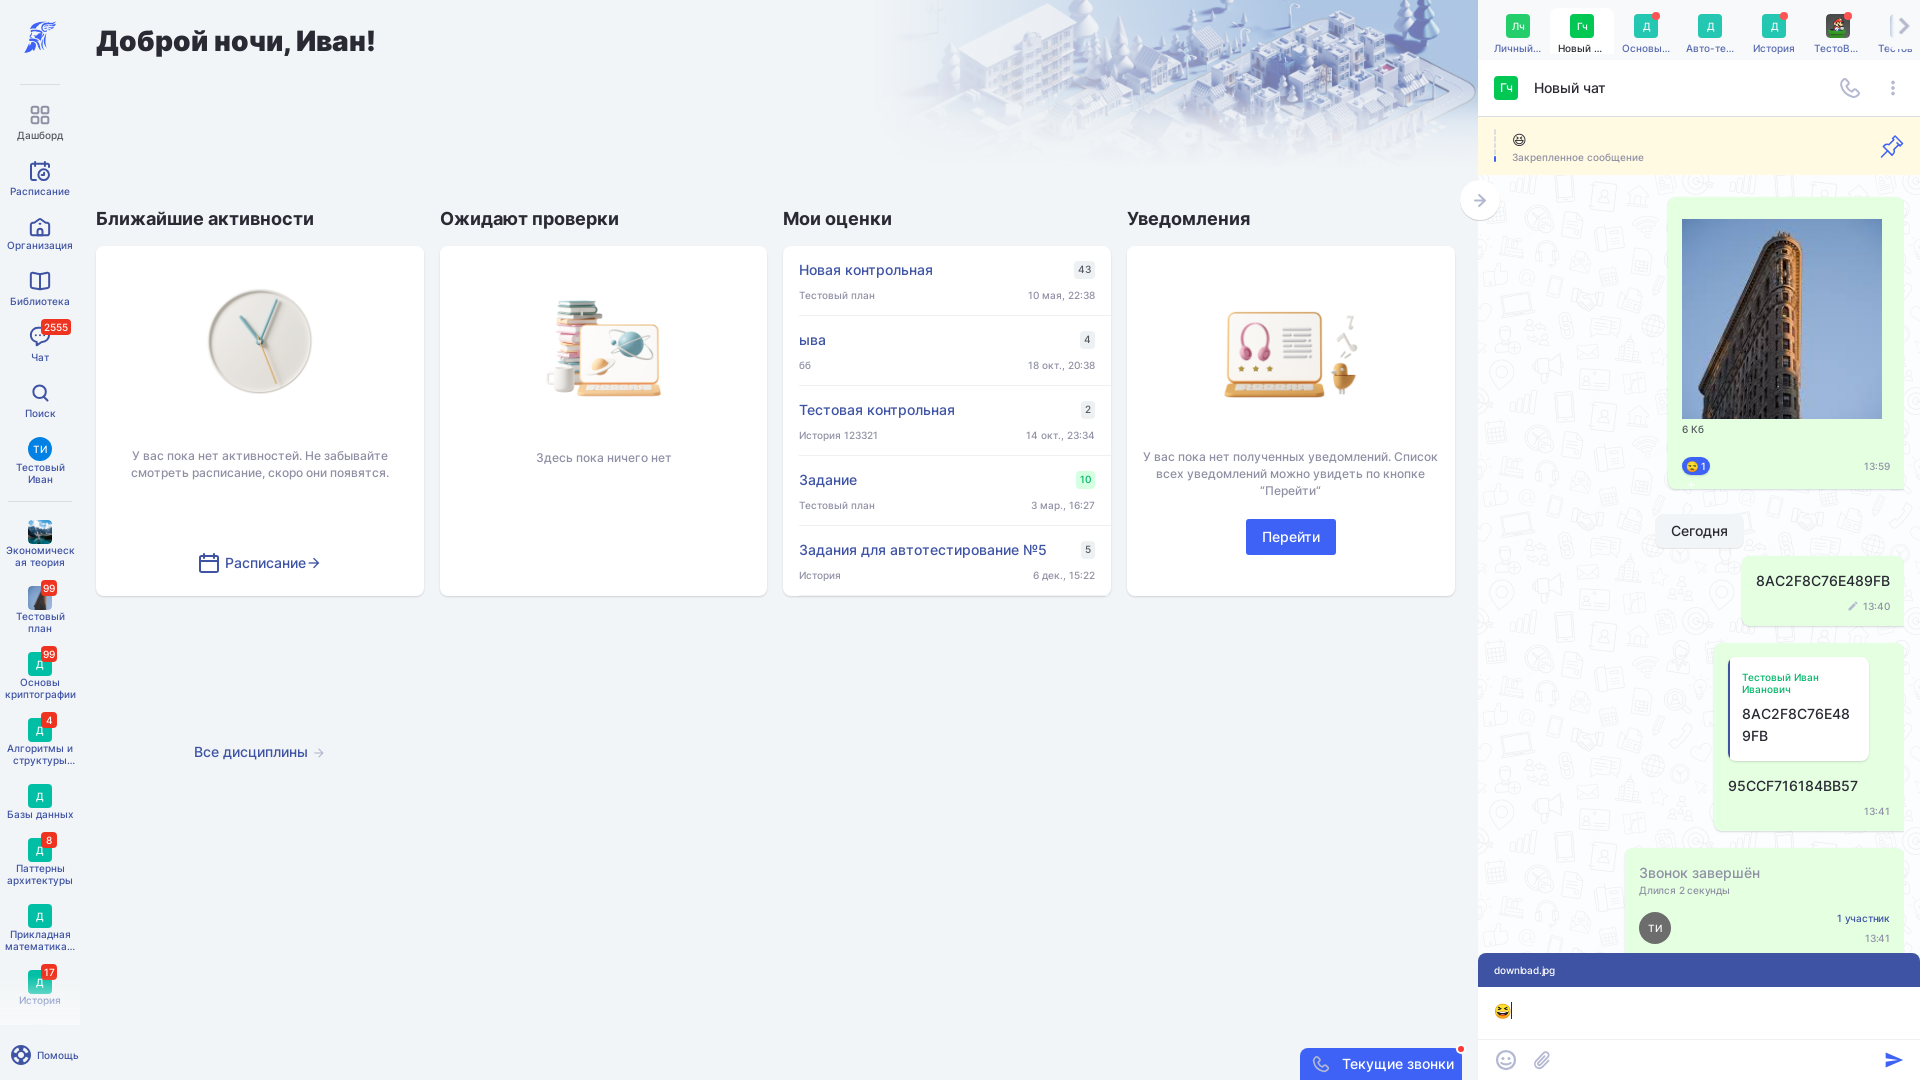 Доброй ночи, Иван!
Дашборд
Расписание
Организация
Библиотека
2555
Чат
Поиск
ТИ
Тестовый
Иван
Экономическ
ая теория
99
Тестовый
план
99
Д
Основы
криптографии
4
Д
Алгоритмы и
структуры...
Д
Базы данных
8
Д
Паттерны
архитектуры
Д
Прикладная
математика...
17
Д
История
Помощь
Ближайшие активности
У вас пока нет активностей. Не забывайте
смотреть расписание, скоро они появятся.
Расписание
Ожидают проверки
Здесь пока ничего нет
Мои оценки
Новая контрольная 43
Тестовый план 10 мая, 22:38
ыва 4
66 18 окт., 20:38
Тестовая контрольная 2
История 123321 14 окт., 23:34
Задание 10
Тестовый план 3 мар., 16:27
Задания для автотестирование №5 5
История 6 дек., 15:22
Уведомления
У вас пока нет полученных уведомлений. Список
всех уведомлений можно увидеть по кнопке
“Перейти”
Перейти
Все дисциплины
Текущие звонки
Лч Гч Д Д Д
Личный... Новый ... Основы... Авто-те... История ТестоВ... Тестов
Гч Новый чат
😆
Закрепленное сообщение
6 Кб
😔 1 13:59
Сегодня
8AC2F8C76E489FB
13:40
Тестовый Иван
Иванович
8AC2F8C76E48
9FB
95CCF716184BB57
13:41
Звонок завершён
Длился 2 секунды
ТИ
1 участник
13:41
download.jpg
😆